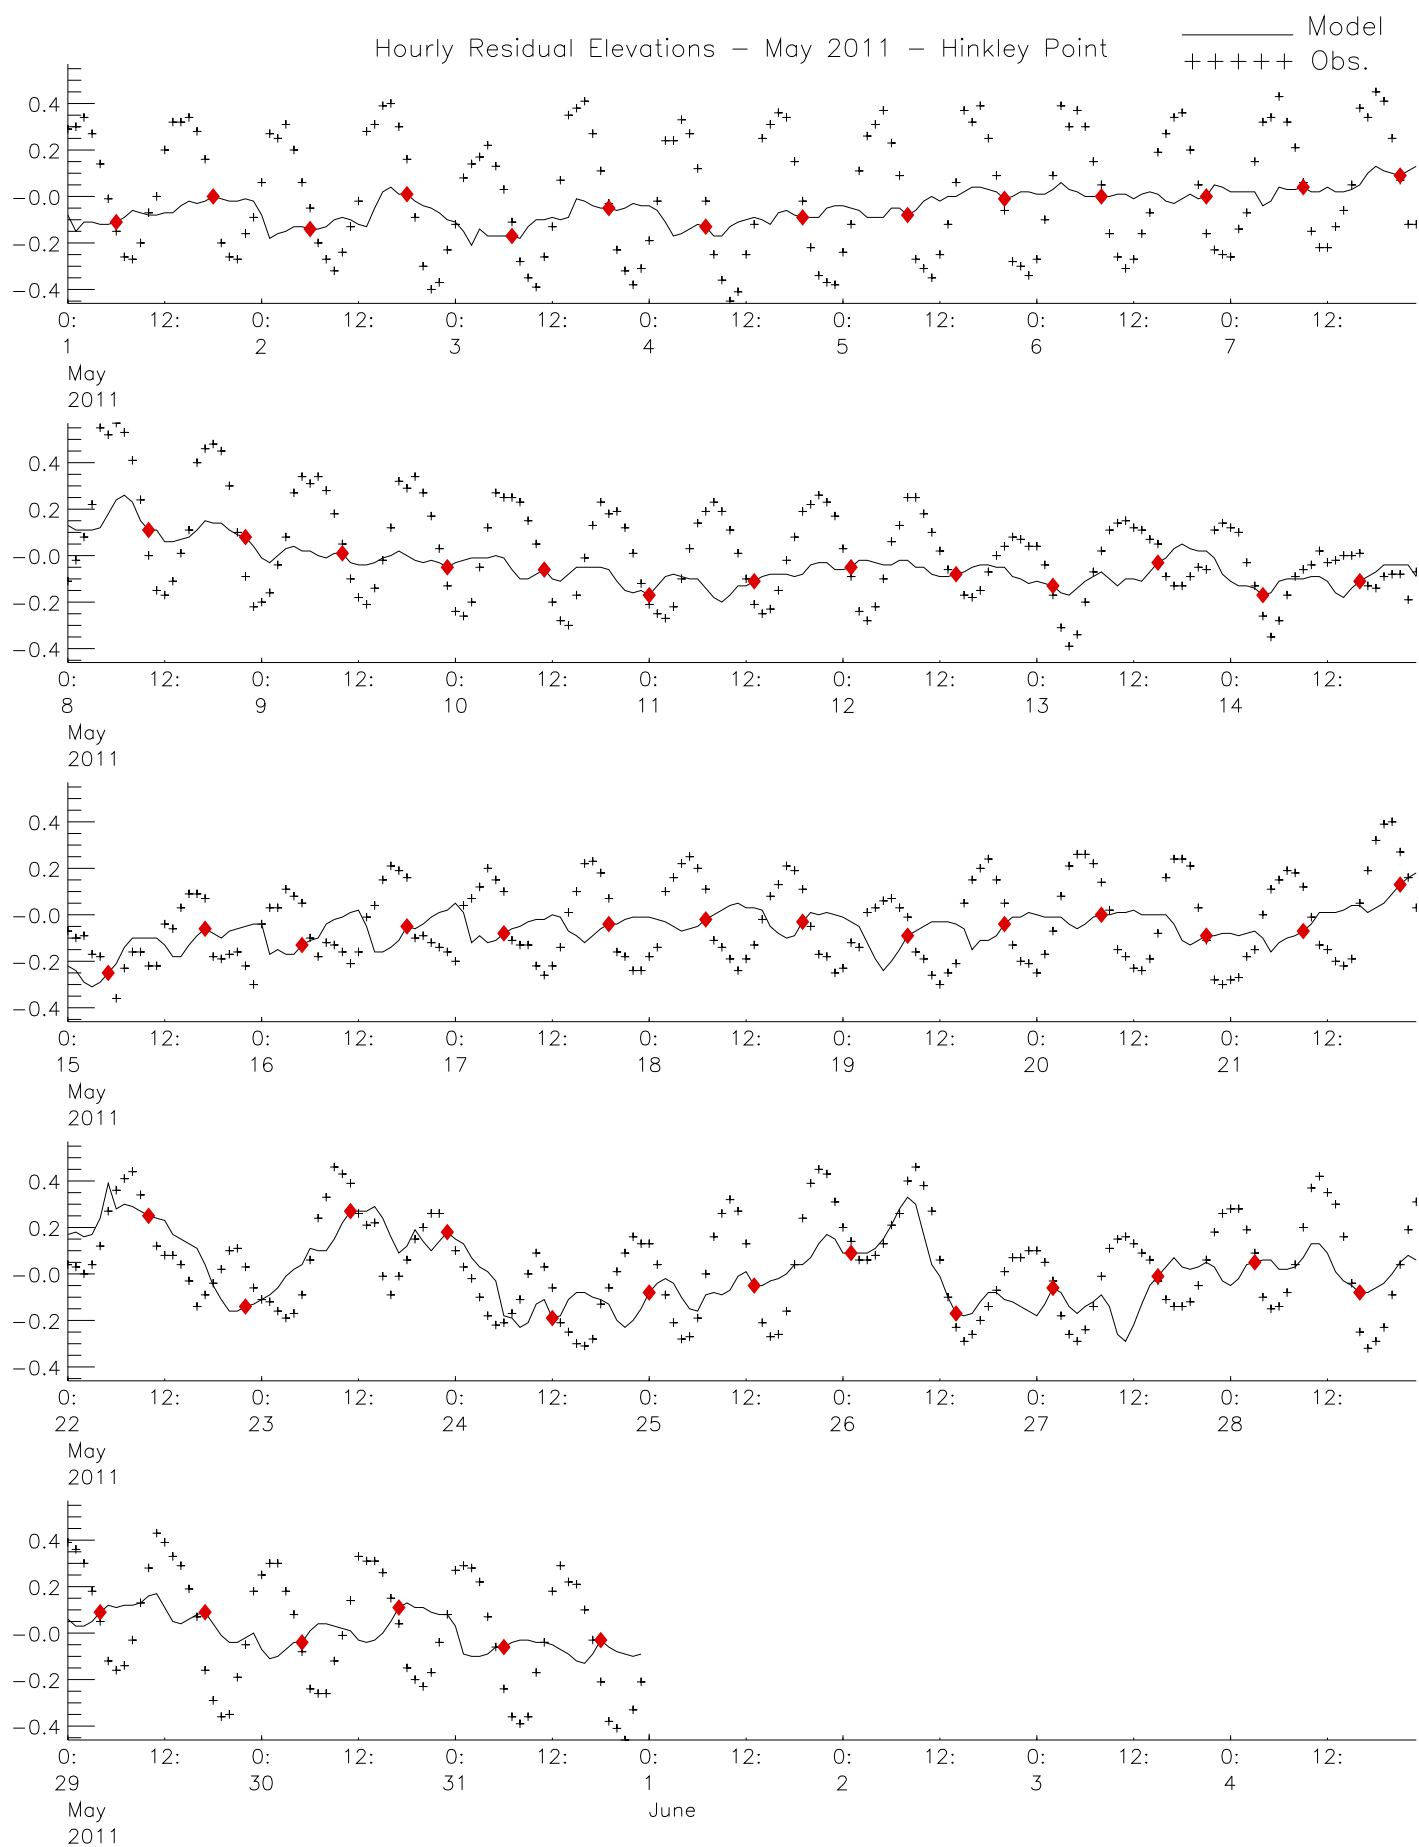 Hourly Residual Elevations − May 2011 − Hinkley Point
Model
+++++ Obs.
0.4
0.2
−0.0
−0.2
−0.4
0: 12: 0: 12: 0: 12: 0: 12: 0: 12: 0: 12: 0: 12:
1 2 3 4 5 6 7
May
2011
0.4
0.2
−0.0
−0.2
−0.4
0: 12: 0: 12: 0: 12: 0: 12: 0: 12: 0: 12: 0: 12:
8 9 10 11 12 13 14
May
2011
0.4
0.2
−0.0
−0.2
−0.4
0: 12: 0: 12: 0: 12: 0: 12: 0: 12: 0: 12: 0: 12:
15 16 17 18 19 20 21
May
2011
0.4
0.2
−0.0
−0.2
−0.4
0: 12: 0: 12: 0: 12: 0: 12: 0: 12: 0: 12: 0: 12:
22 23 24 25 26 27 28
May
2011
0.4
0.2
−0.0
−0.2
−0.4
0: 12: 0: 12: 0: 12: 0: 12: 0: 12: 0: 12: 0: 12:
29 30 31 1 2 3 4
May June
2011